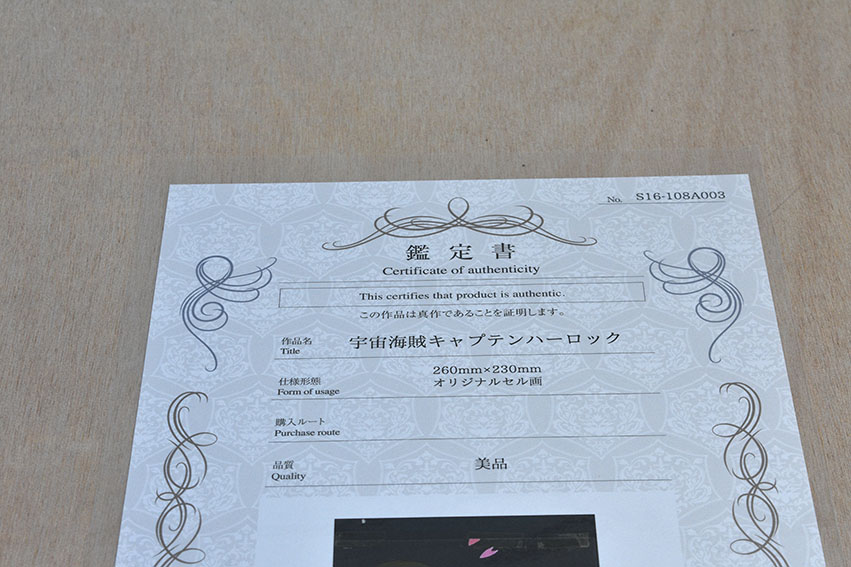 No. S16-108A003
鑑定書
Certificate of authenticity
This certifies that product is authentic.
この作品は真作であることを証明します。
作品名 宇宙海賊キャプテンハーロック
Title
260mm×230mm
仕様形態 オリジナルセル画
Form of usage
購入ルート
Purchase route
品質 美品
Quality